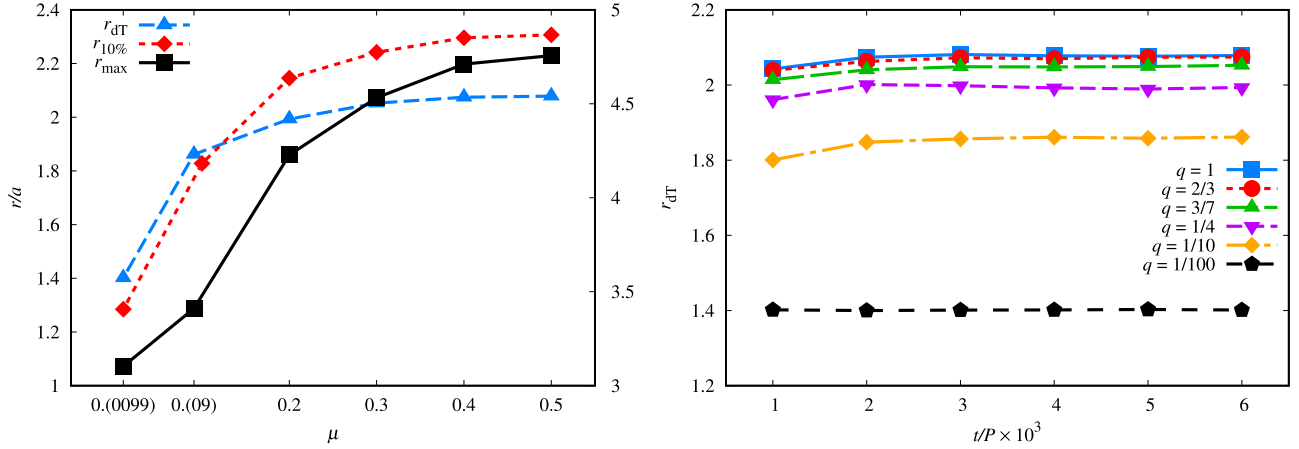 r_dT
r_10%
r_max
2.4
2.2
2
1.8
1.6
1.4
1.2
1
5
4.5
4
3.5
3
r/a
0.(0099) 0.(09) 0.2 0.3 0.4 0.5
μ
2.2
2.0
1.8
1.6
1.4
1.2
r_dT
q = 1
q = 2/3
q = 3/7
q = 1/4
q = 1/10
q = 1/100
1 2 3 4 5 6
t/P × 10³